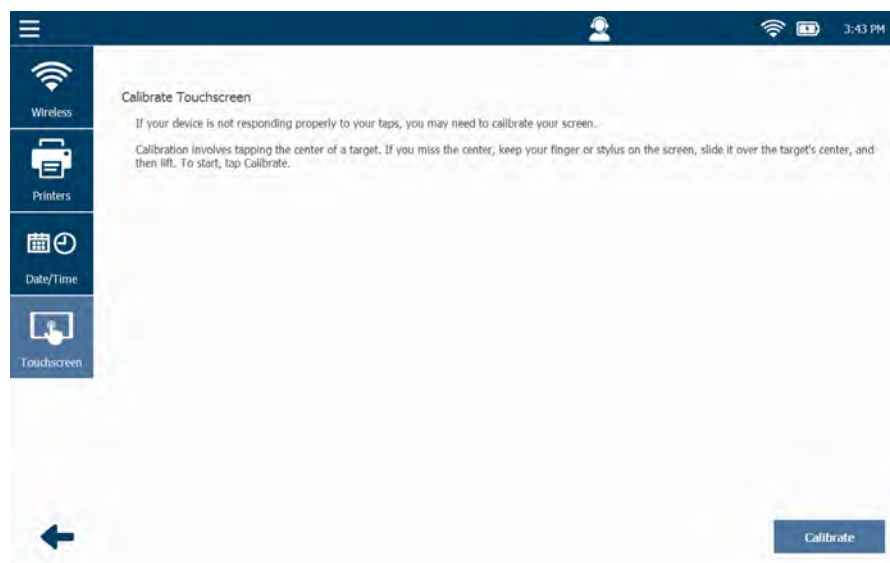 3:43 PM
Wireless
Printers
Date/Time
Touchscreen
Calibrate Touchscreen
If your device is not responding properly to your taps, you may need to calibrate your screen.
Calibration involves tapping the center of a target. If you miss the center, keep your finger or stylus on the screen, slide it over the target's center, and
then lift. To start, tap Calibrate.
Calibrate